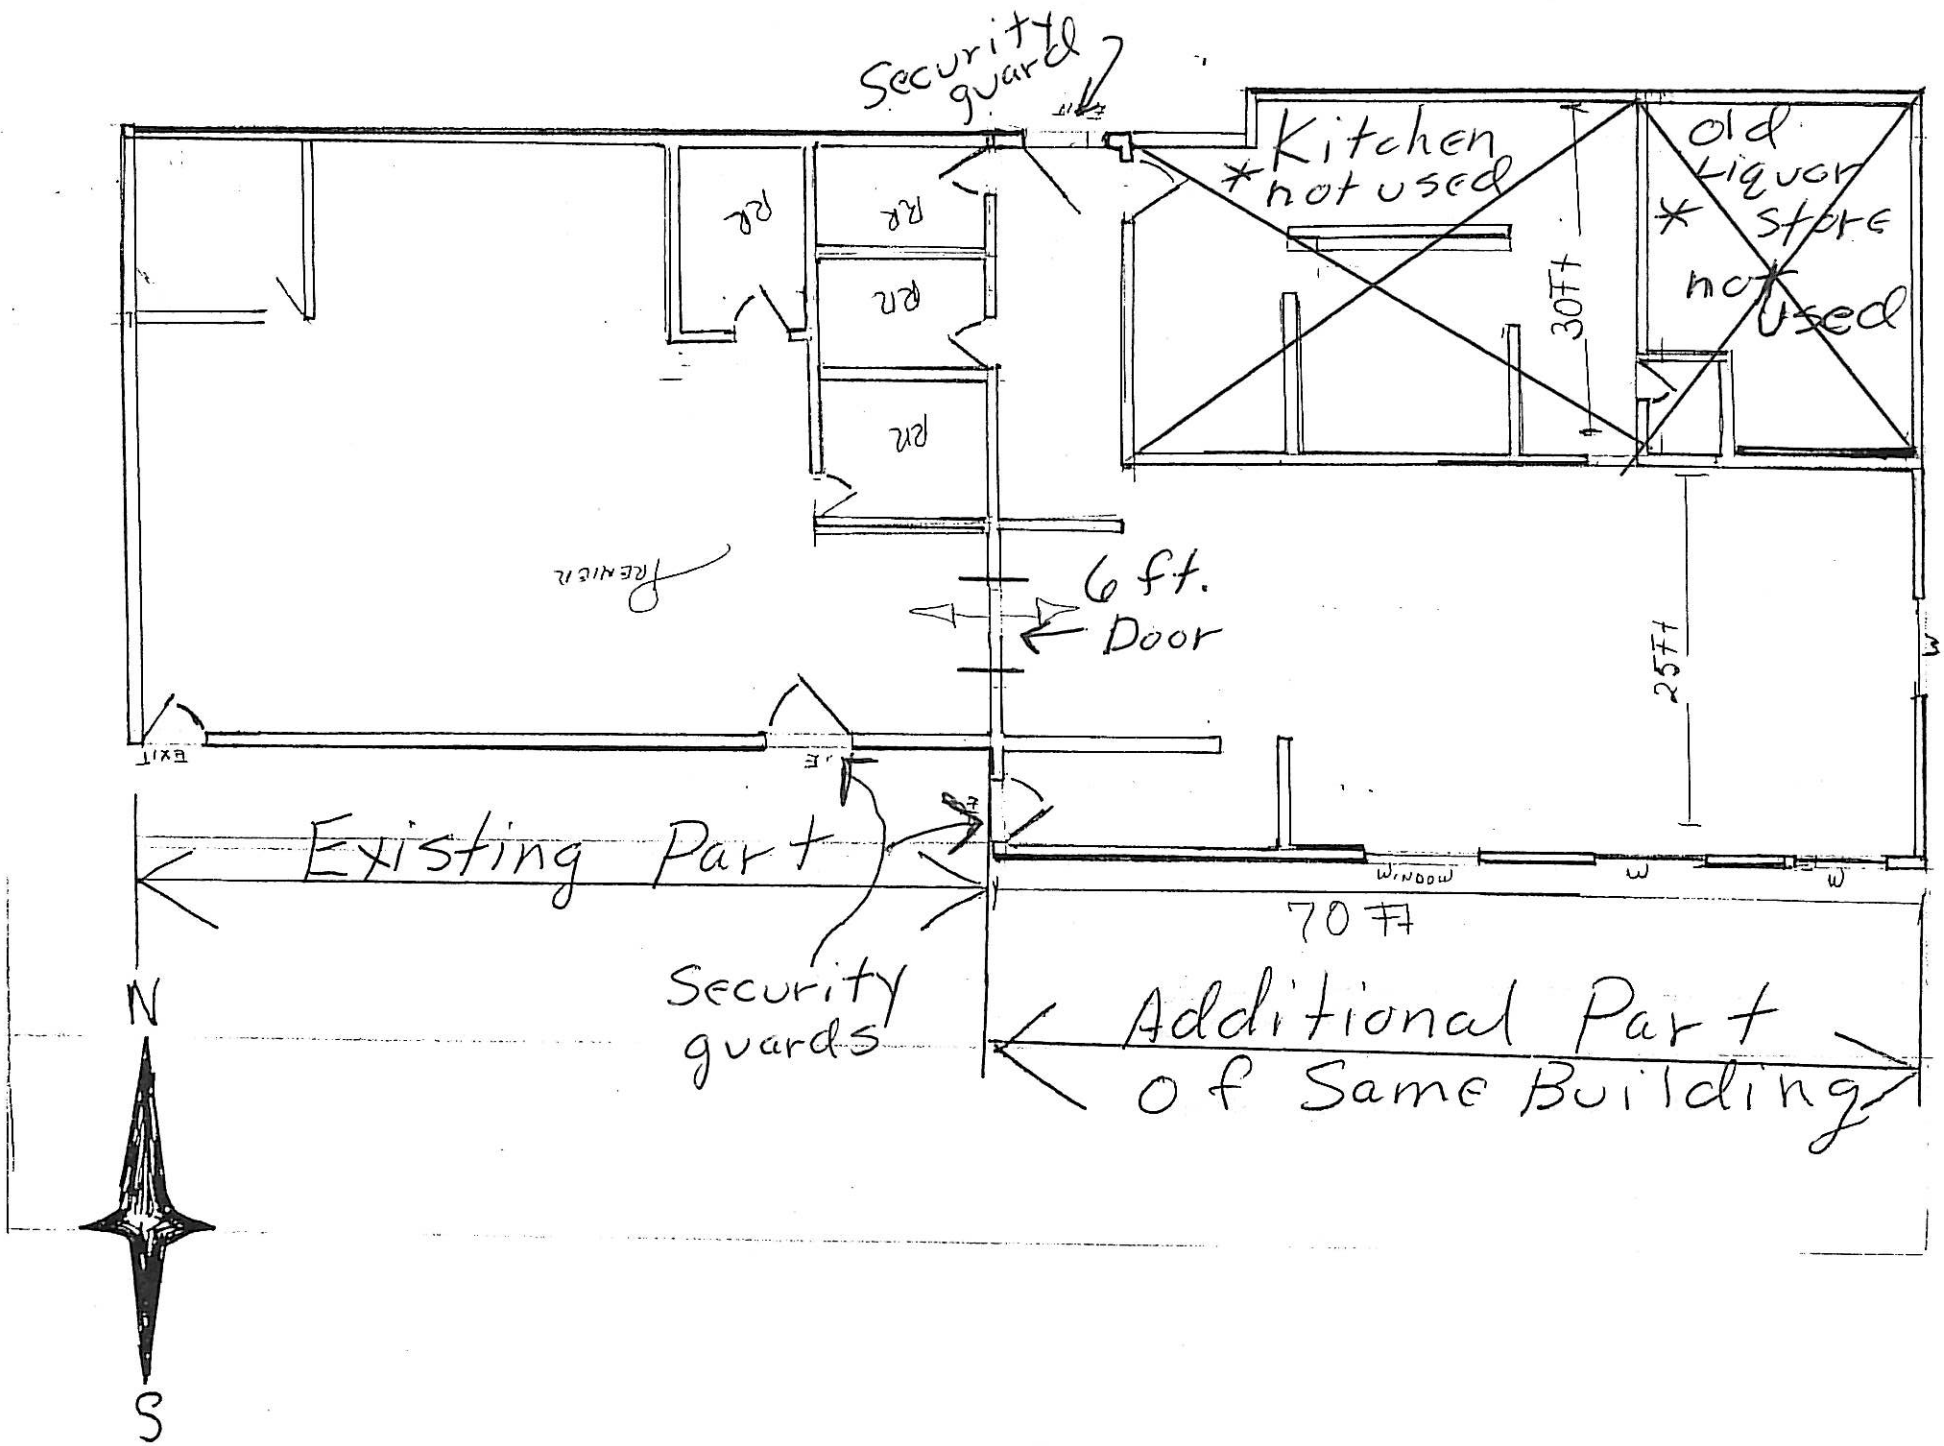 Security
guard
EXIT
Kitchen
* not used
old
Liquor
* store
not
used
30FT
RR
RR
RR
RR
PREMIER
6 ft.
Door
25FT
W
EXIT
Existing Part
WINDOW
W
W
70 FT
Security
guards
Additional Part
of Same Building
N
S